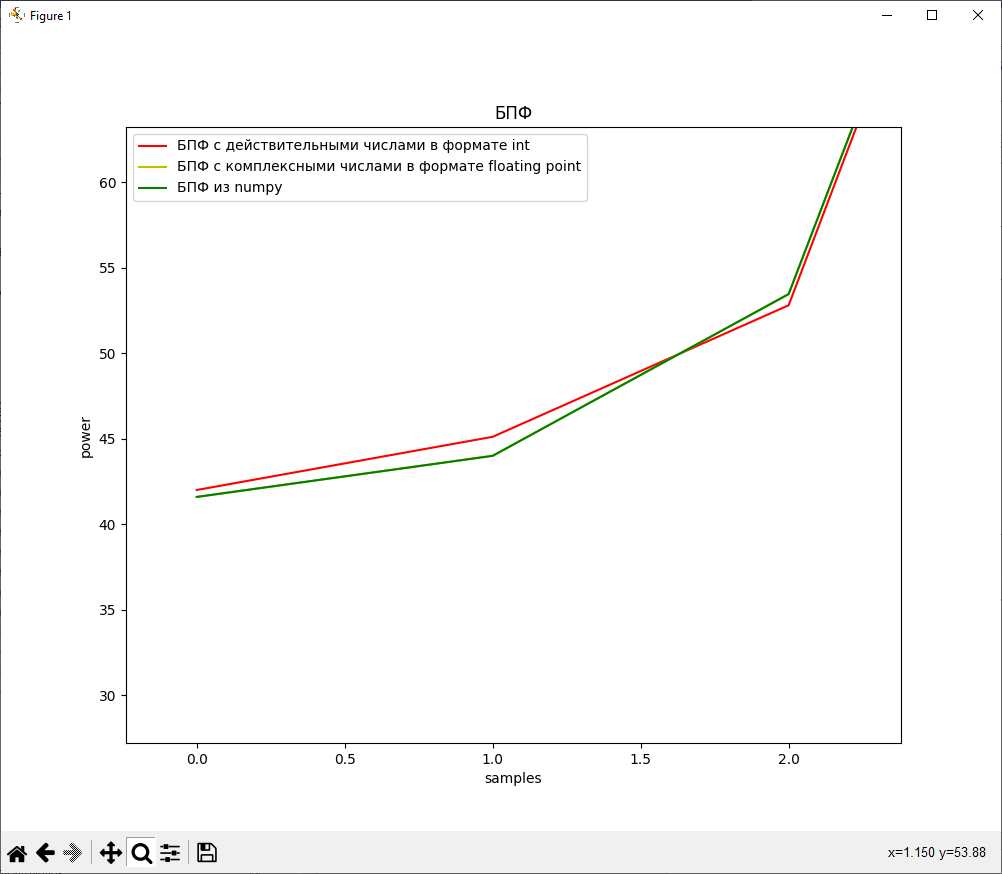 Figure 1
БПФ
БПФ с действительными числами в формате int
БПФ с комплексными числами в формате floating point
БПФ из numpy
60
55
50
45
40
35
30
power
0.0 0.5 1.0 1.5 2.0
samples
x=1.150 y=53.88